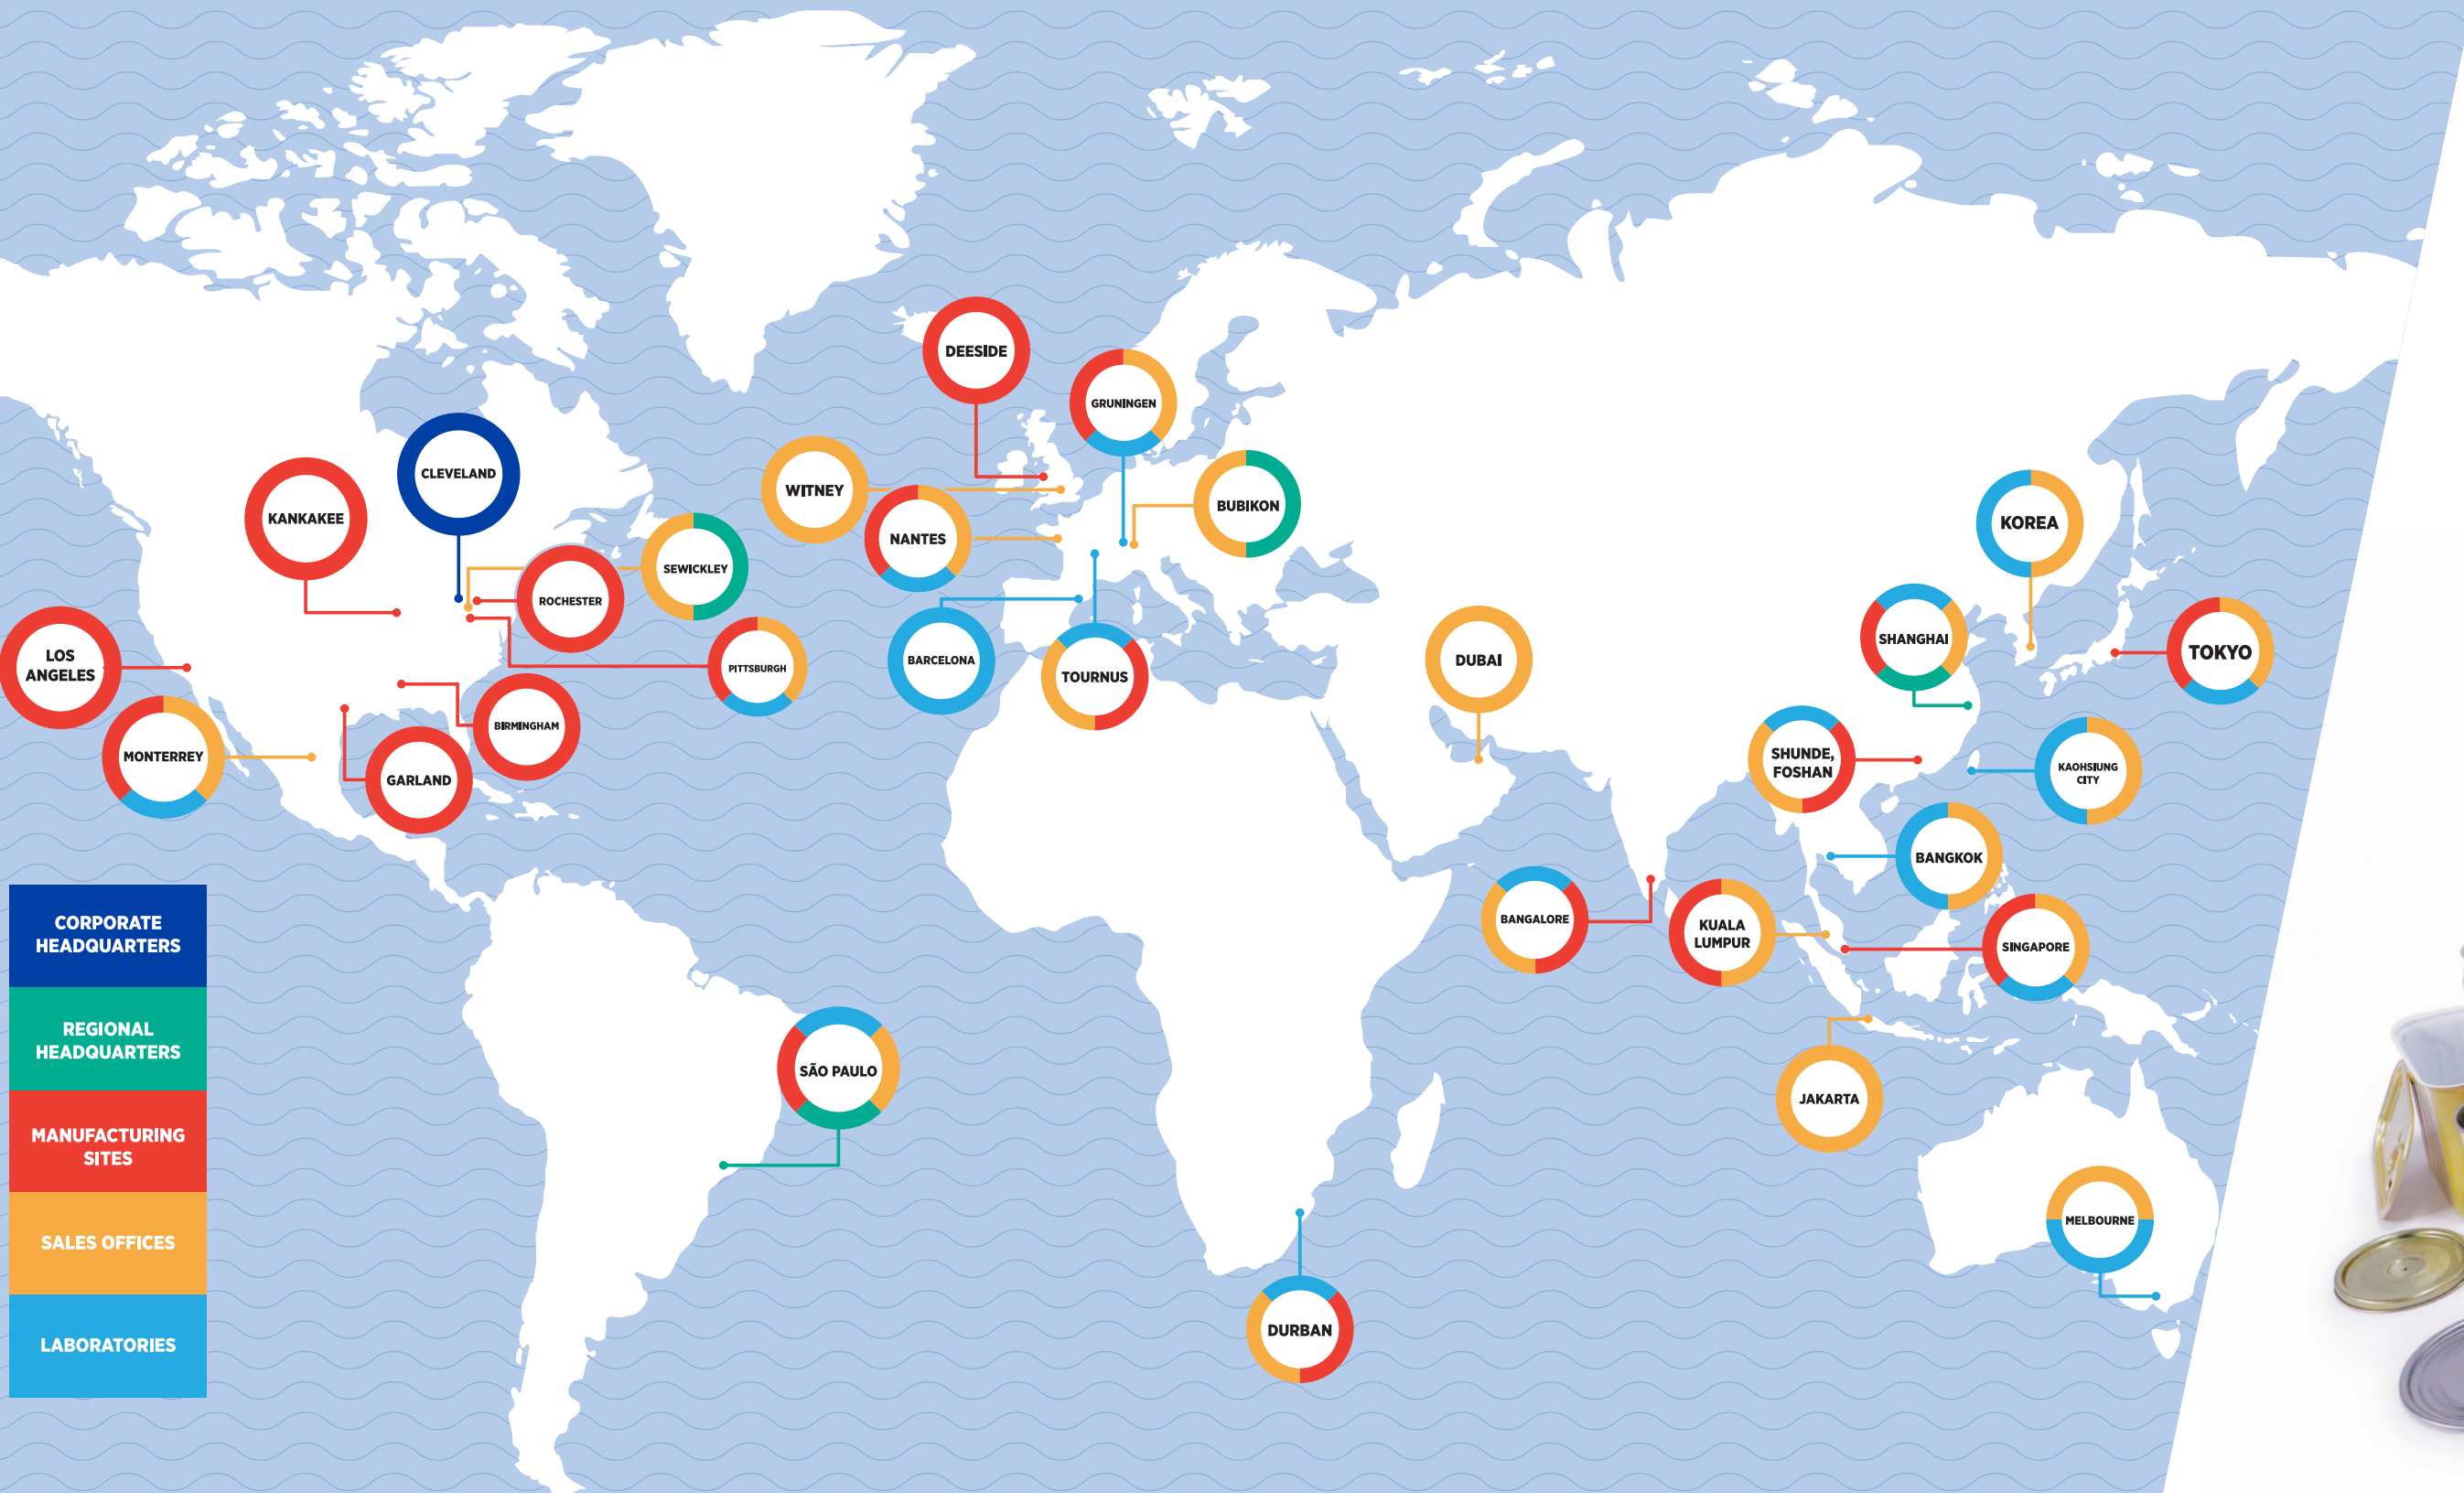 DEESIDE
GRUNINGEN
CLEVELAND
WITNEY
BUBIKON
KANKAKEE
NANTES
KOREA
SEWICKLEY
ROCHESTER
SHANGHAI
TOKYO
LOS
ANGELES
PITTSBURGH
BARCELONA
TOURNUS
DUBAI
BIRMINGHAM
MONTERREY
GARLAND
SHUNDE,
FOSHAN
KAOHSIUNG
CITY
BANGKOK
BANGALORE
KUALA
LUMPUR
SINGAPORE
SÃO PAULO
JAKARTA
MELBOURNE
DURBAN
CORPORATE
HEADQUARTERS
REGIONAL
HEADQUARTERS
MANUFACTURING
SITES
SALES OFFICES
LABORATORIES